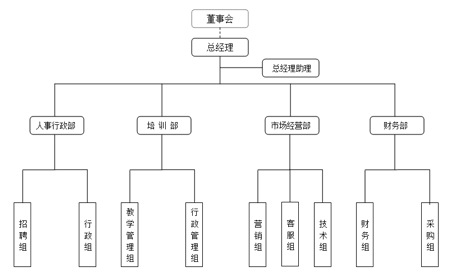 董事会
总经理
总经理助理
人事行政部
培 训 部
市场经营部
财务部
招聘组
行政组
教学管理组
行政管理组
营销组
客服组
技术组
财务组
采购组